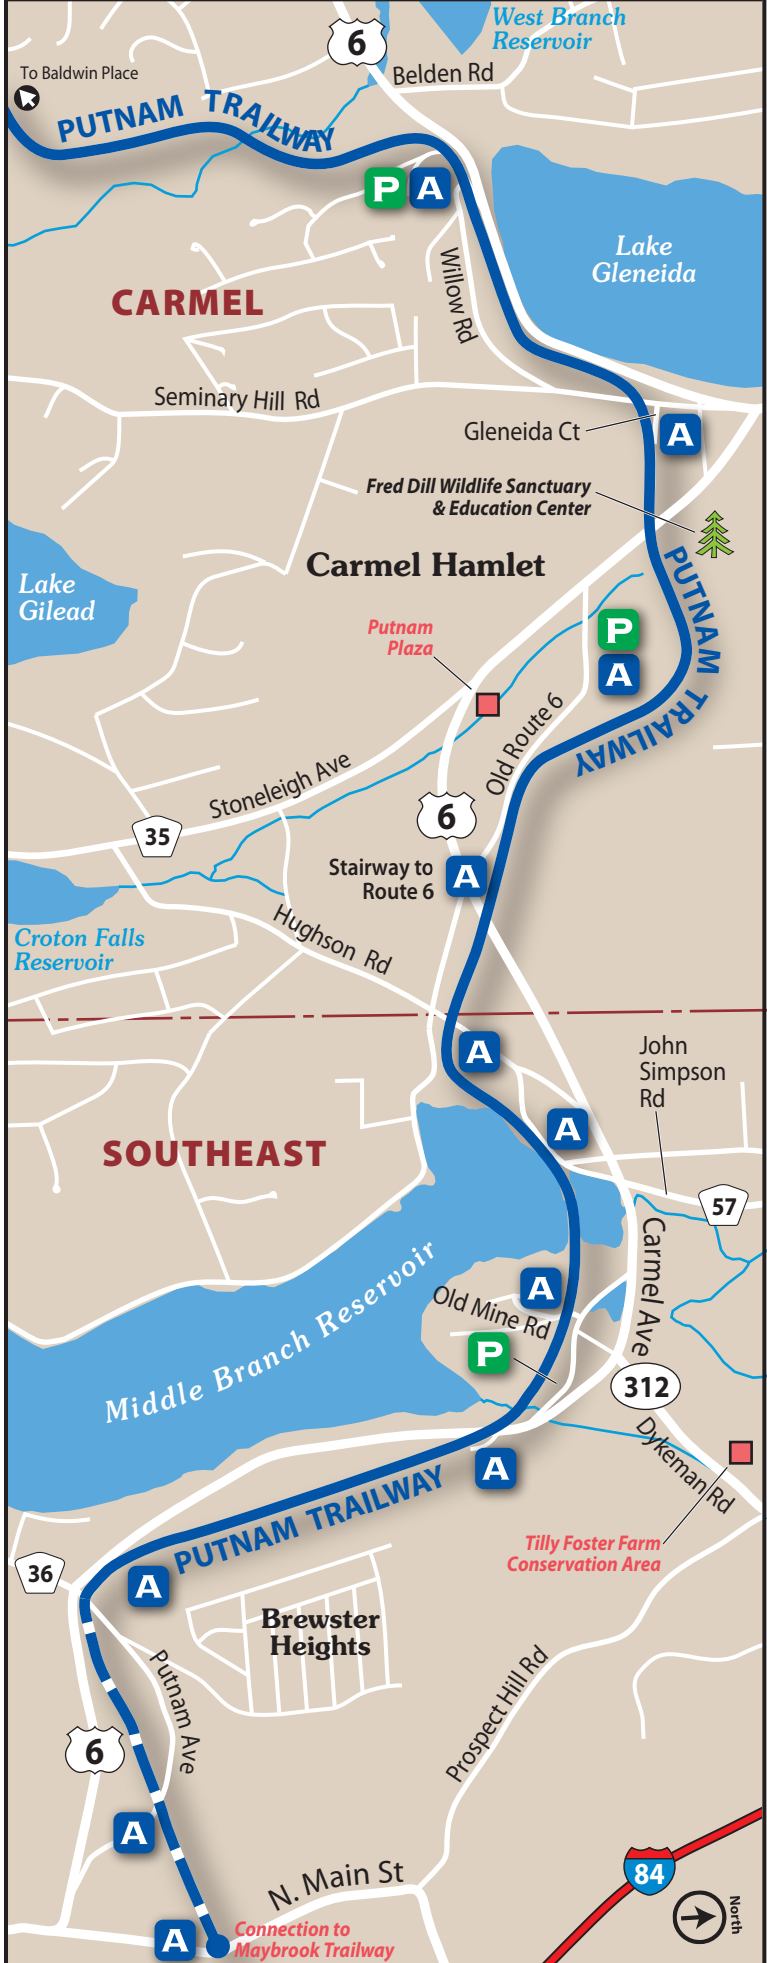 West Branch
Reservoir
6
Belden Rd
To Baldwin Place
PUTNAM TRAILWAY
P
A
Lake
Gleneida
Willow Rd
CARMEL
Seminary Hill Rd
Gleneida Ct
A
Fred Dill Wildlife Sanctuary
& Education Center
Carmel Hamlet
Lake
Gilead
Putnam
Plaza
P
A
PUTNAM TRAILWAY
Old Route 6
Stoneleigh Ave
35
6
Stairway to
Route 6
A
Croton Falls
Reservoir
Hughson Rd
A
John
Simpson
Rd
A
SOUTHEAST
57
Carmel Ave
Middle Branch Reservoir
A
Old Mine Rd
P
312
Dykeman Rd
A
PUTNAM TRAILWAY
Tilly Foster Farm
Conservation Area
36
A
Brewster
Heights
Putnam Ave
Prospect Hill Rd
6
A
84
N. Main St
North
A
Connection to
Maybrook Trailway